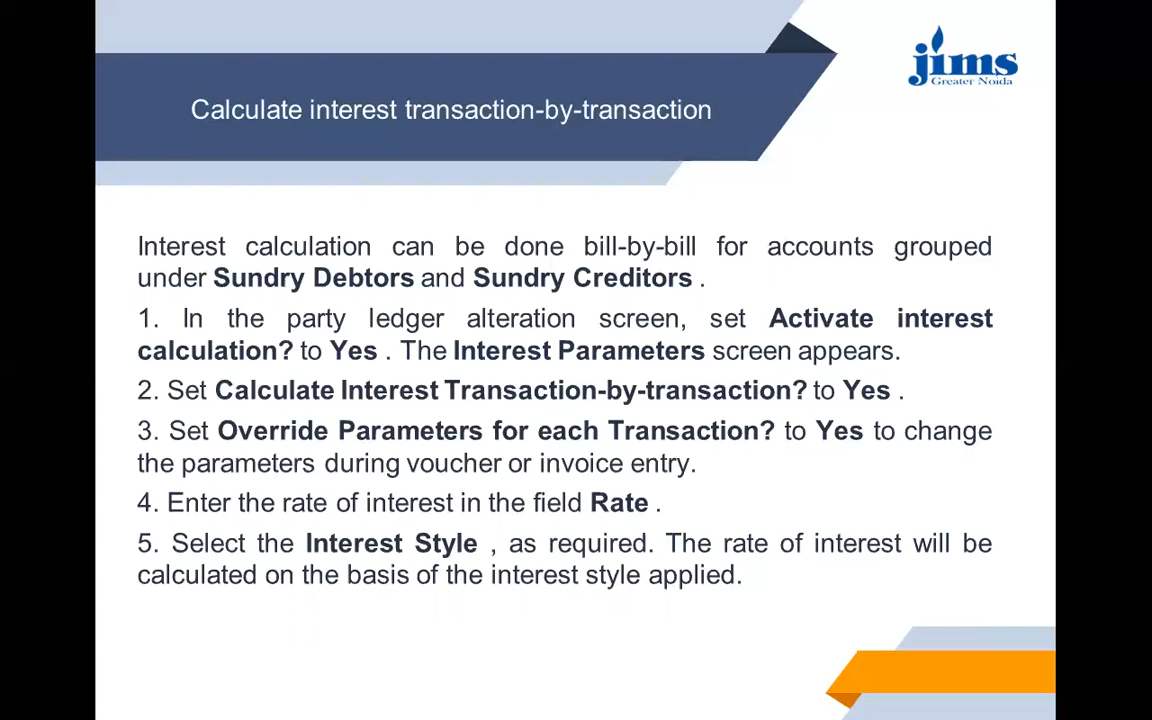 jims
Greater Noida
Calculate interest transaction-by-transaction
Interest calculation can be done bill-by-bill for accounts grouped
under Sundry Debtors and Sundry Creditors .
1. In the party ledger alteration screen, set Activate interest
calculation? to Yes . The Interest Parameters screen appears.
2. Set Calculate Interest Transaction-by-transaction? to Yes .
3. Set Override Parameters for each Transaction? to Yes to change
the parameters during voucher or invoice entry.
4. Enter the rate of interest in the field Rate .
5. Select the Interest Style , as required. The rate of interest will be
calculated on the basis of the interest style applied.